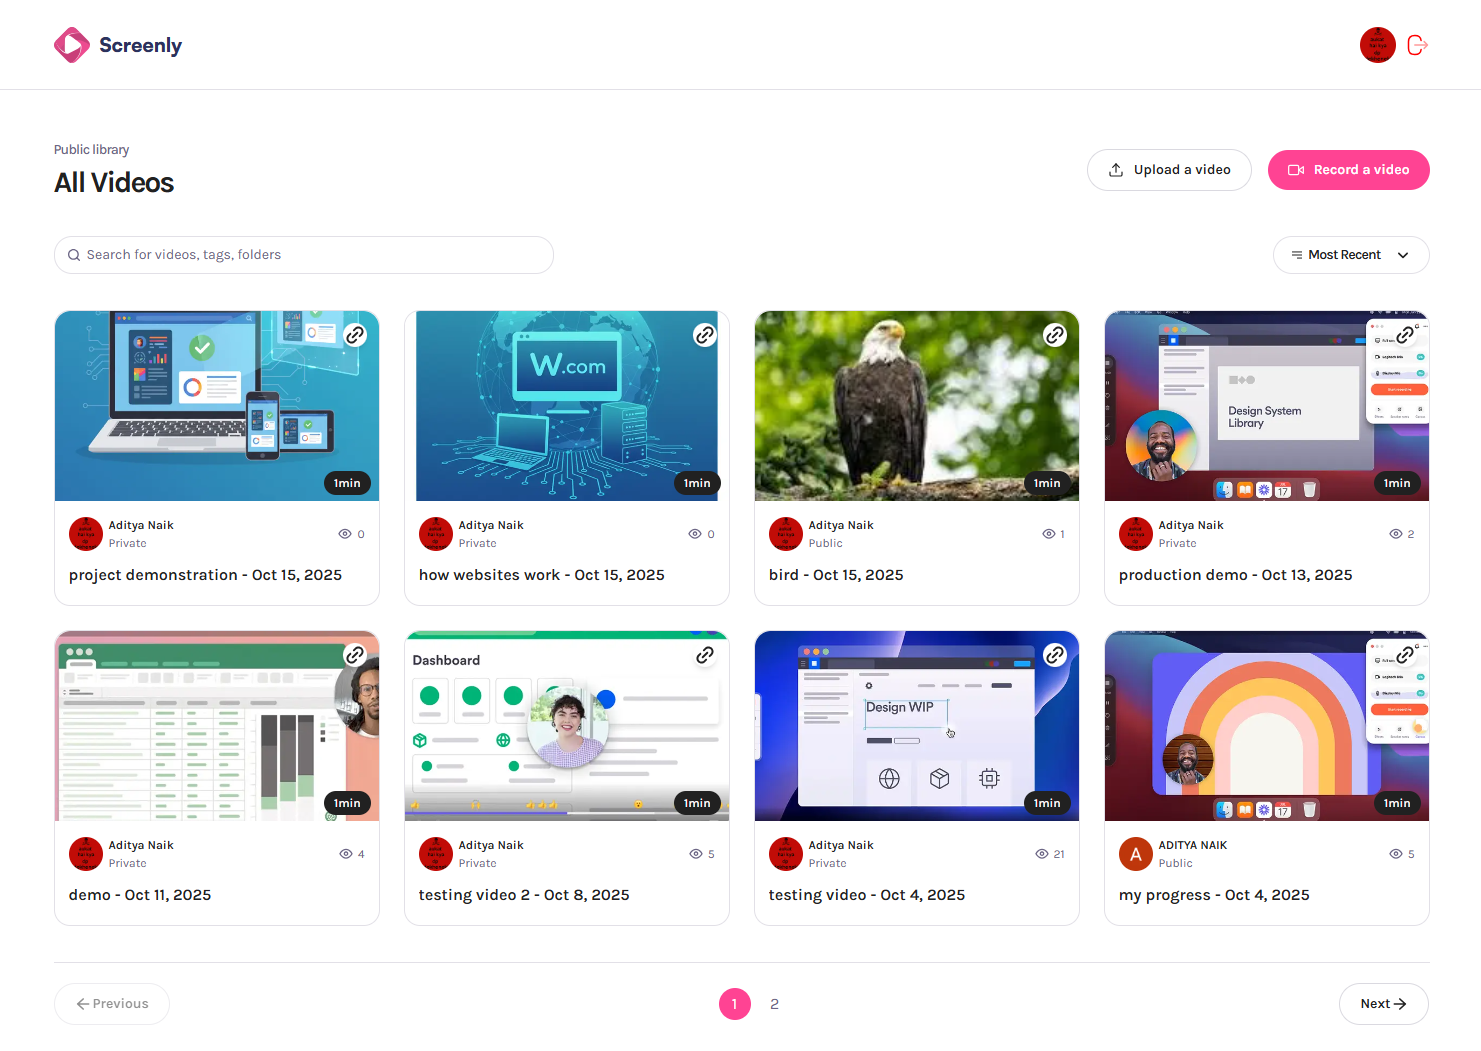 Screenly
Public library
All Videos
Upload a video
Record a video
Search for videos, tags, folders
Most Recent
W.com
Design System
Library
17
1min
1min
1min
1min
Aditya Naik
Private
0
project demonstration - Oct 15, 2025
Aditya Naik
Private
0
how websites work - Oct 15, 2025
Aditya Naik
Public
1
bird - Oct 15, 2025
Aditya Naik
Private
2
production demo - Oct 13, 2025
Dashboard
Design WIP
17
1min
1min
1min
1min
Aditya Naik
Private
4
demo - Oct 11, 2025
Aditya Naik
Private
5
testing video 2 - Oct 8, 2025
Aditya Naik
Private
21
testing video - Oct 4, 2025
A
ADITYA NAIK
Public
5
my progress - Oct 4, 2025
Previous
1
2
Next